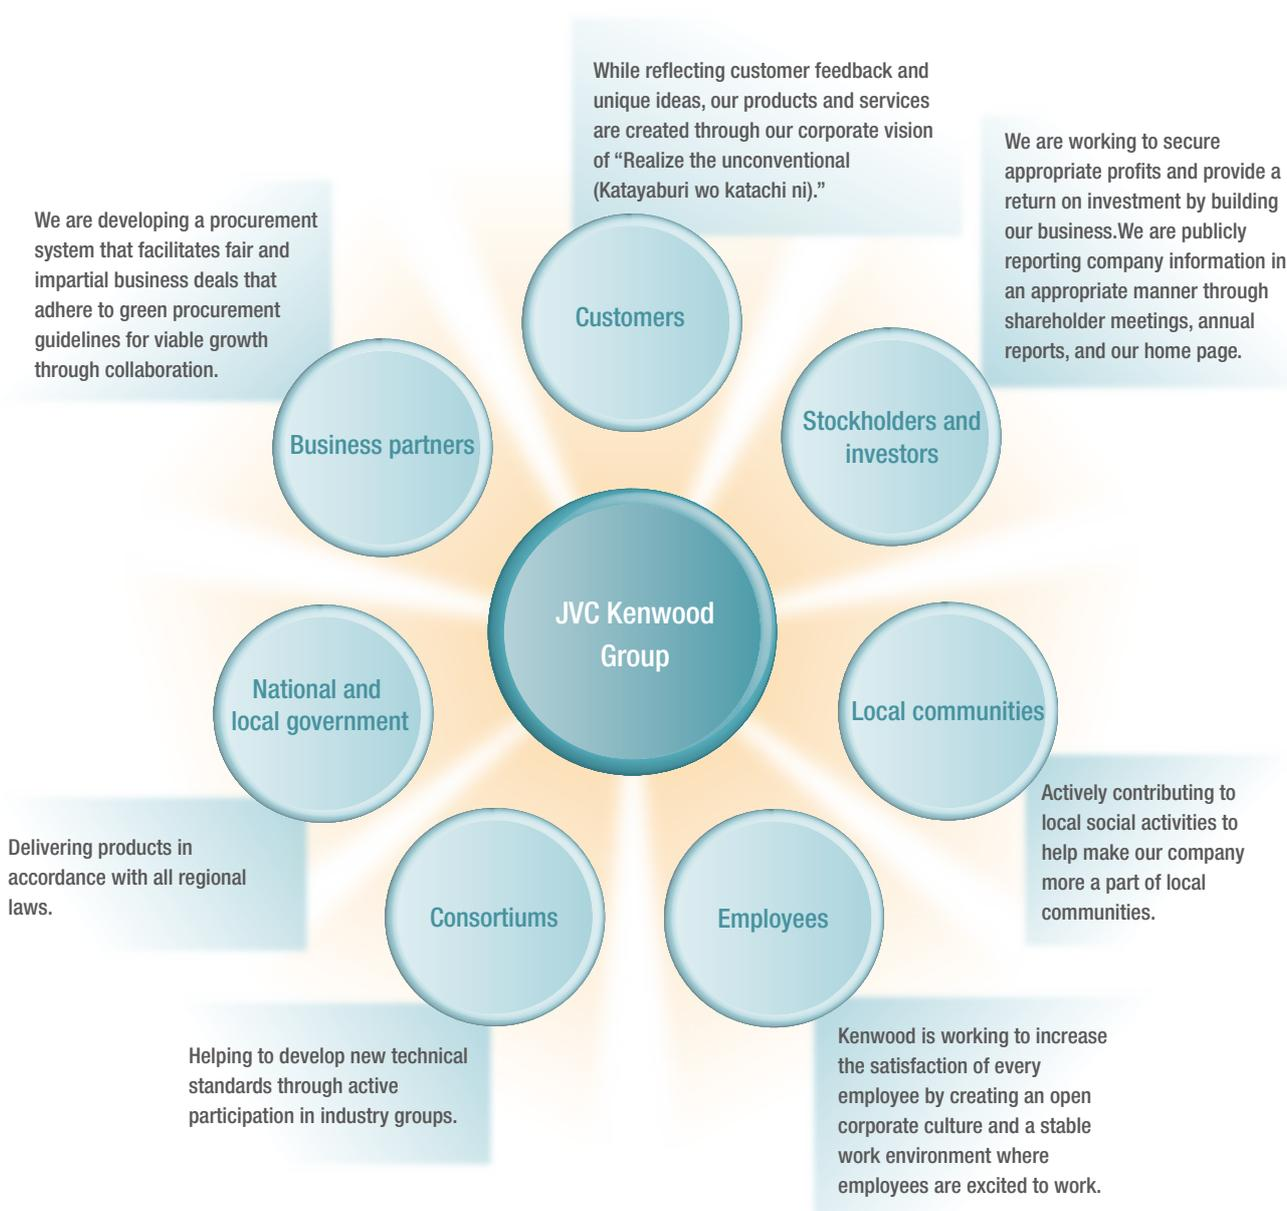 While reflecting customer feedback and
unique ideas, our products and services
are created through our corporate vision
of “Realize the unconventional
(Katayaburi wo katachi ni).”
We are working to secure
appropriate profits and provide a
return on investment by building
our business.We are publicly
reporting company information in
an appropriate manner through
shareholder meetings, annual
reports, and our home page.
We are developing a procurement
system that facilitates fair and
impartial business deals that
adhere to green procurement
guidelines for viable growth
through collaboration.
Customers
Stockholders and
investors
Business partners
JVC Kenwood
Group
National and
local government
Local communities
Actively contributing to
local social activities to
help make our company
more a part of local
communities.
Delivering products in
accordance with all regional
laws.
Consortiums
Employees
Helping to develop new technical
standards through active
participation in industry groups.
Kenwood is working to increase
the satisfaction of every
employee by creating an open
corporate culture and a stable
work environment where
employees are excited to work.